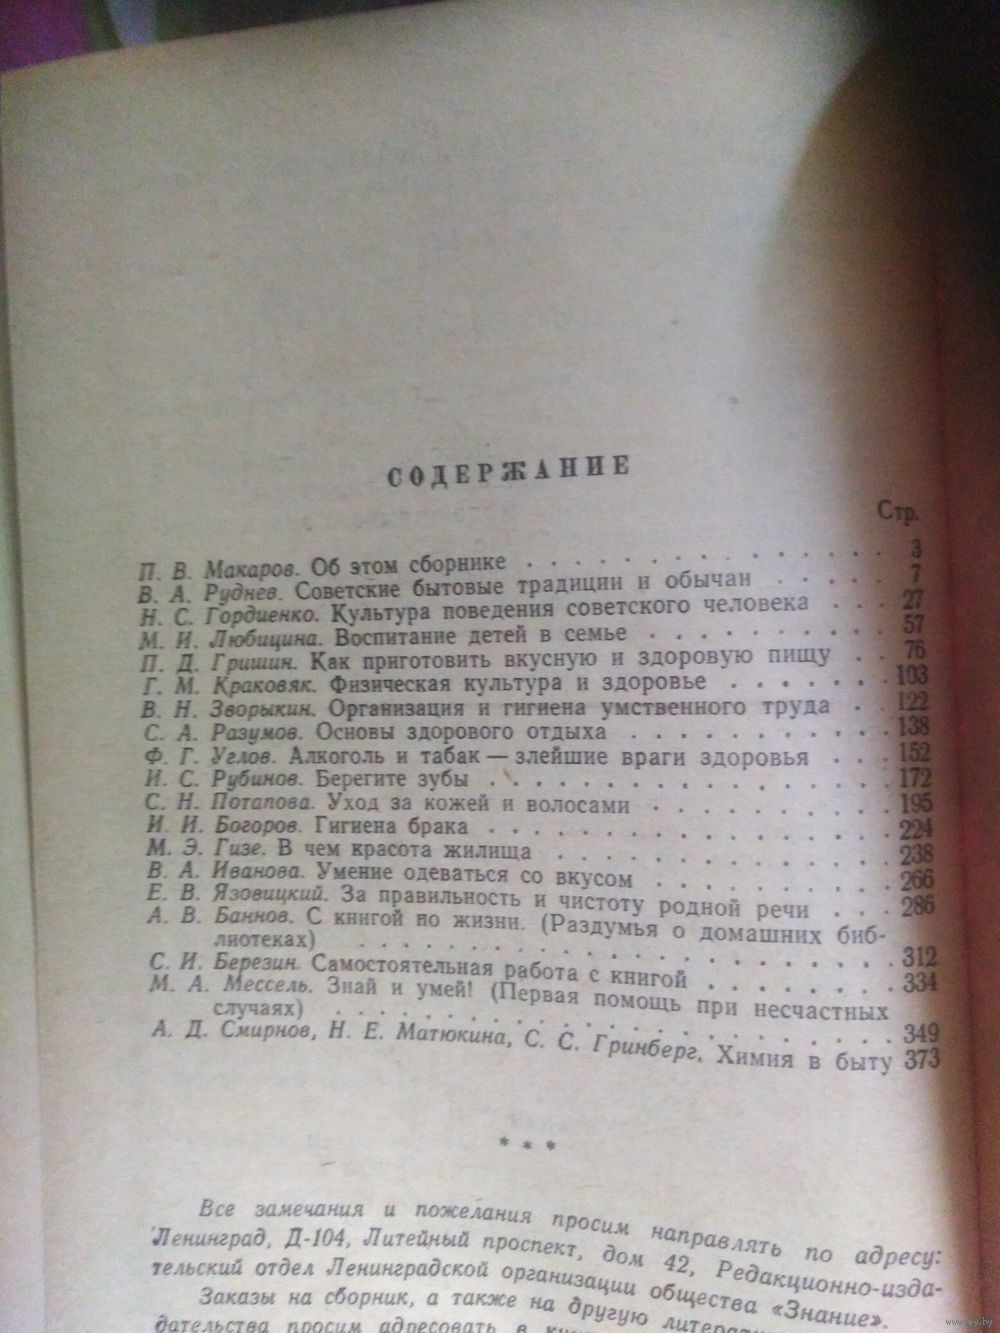 СОДЕРЖАНИЕ
Стр.
П. В. Макаров. Об этом сборнике . . . . . . . . . . . . . . 3
В. А. Руднев. Советские бытовые традиции и обычаи . . . . . 7
Н. С. Гордиенко. Культура поведения советского человека . . . 27
М. И. Любицина. Воспитание детей в семье . . . . . . . . . . 57
П. Д. Гришин. Как приготовить вкусную и здоровую пищу . . 76
Г. М. Краковяк. Физическая культура и здоровье . . . . . . . 103
В. Н. Зворыкин. Организация и гигиена умственного труда . . 122
С. А. Разумов. Основы здорового отдыха . . . . . . . . . . . 138
Ф. Г. Углов. Алкоголь и табак — злейшие враги здоровья . . . 152
И. С. Рубинов. Берегите зубы . . . . . . . . . . . . . . . . 172
С. Н. Потапова. Уход за кожей и волосами . . . . . . . . . . 195
И. И. Богоров. Гигиена брака . . . . . . . . . . . . . . . . 224
М. Э. Гизе. В чем красота жилища . . . . . . . . . . . . . . 238
В. А. Иванова. Умение одеваться со вкусом . . . . . . . . . . 266
Е. В. Язовицкий. За правильность и чистоту родной речи . . . 286
А. В. Баннов. С книгой по жизни. (Раздумья о домашних биб-
лиотеках) . . . . . . . . . . . . . . . . . . . . . . 312
С. И. Березин. Самостоятельная работа с книгой . . . . . . . . 334
М. А. Мессель. Знай и умей! (Первая помощь при несчастных
случаях) . . . . . . . . . . . . . . . . . . . . . . 349
А. Д. Смирнов, Н. Е. Матюкина, С. С. Гринберг. Химия в быту 373
* * *
Все замечания и пожелания просим направлять по адресу:
Ленинград, Д-104, Литейный проспект, дом 42, Редакционно-изда-
тельский отдел Ленинградской организации общества «Знание».
Заказы на сборник, а также на другую
просим адресовать в
www.ay.by